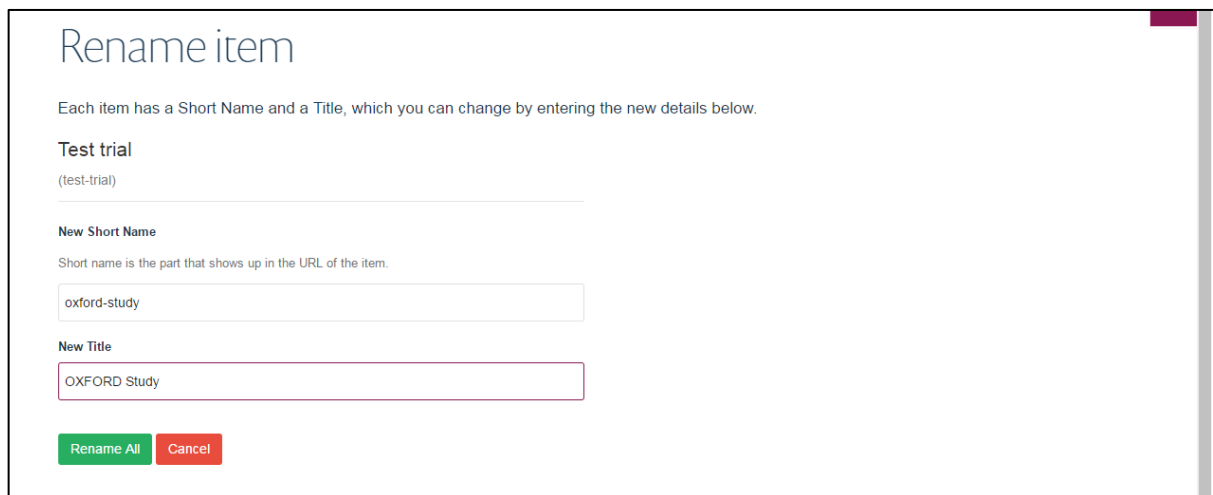 Rename item
Each item has a Short Name and a Title, which you can change by entering the new details below.
Test trial
(test-trial)
New Short Name
Short name is the part that shows up in the URL of the item.
oxford-study
New Title
OXFORD Study
Rename All Cancel